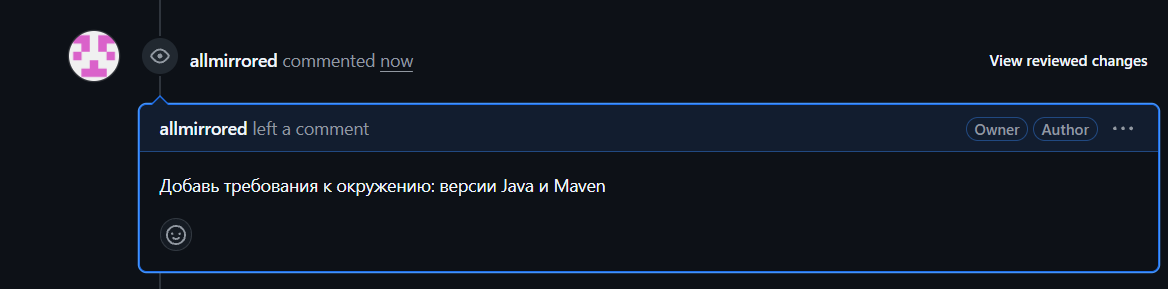 allmirrored commented now
View reviewed changes
allmirrored left a comment
Owner
Author
Добавь требования к окружению: версии Java и Maven